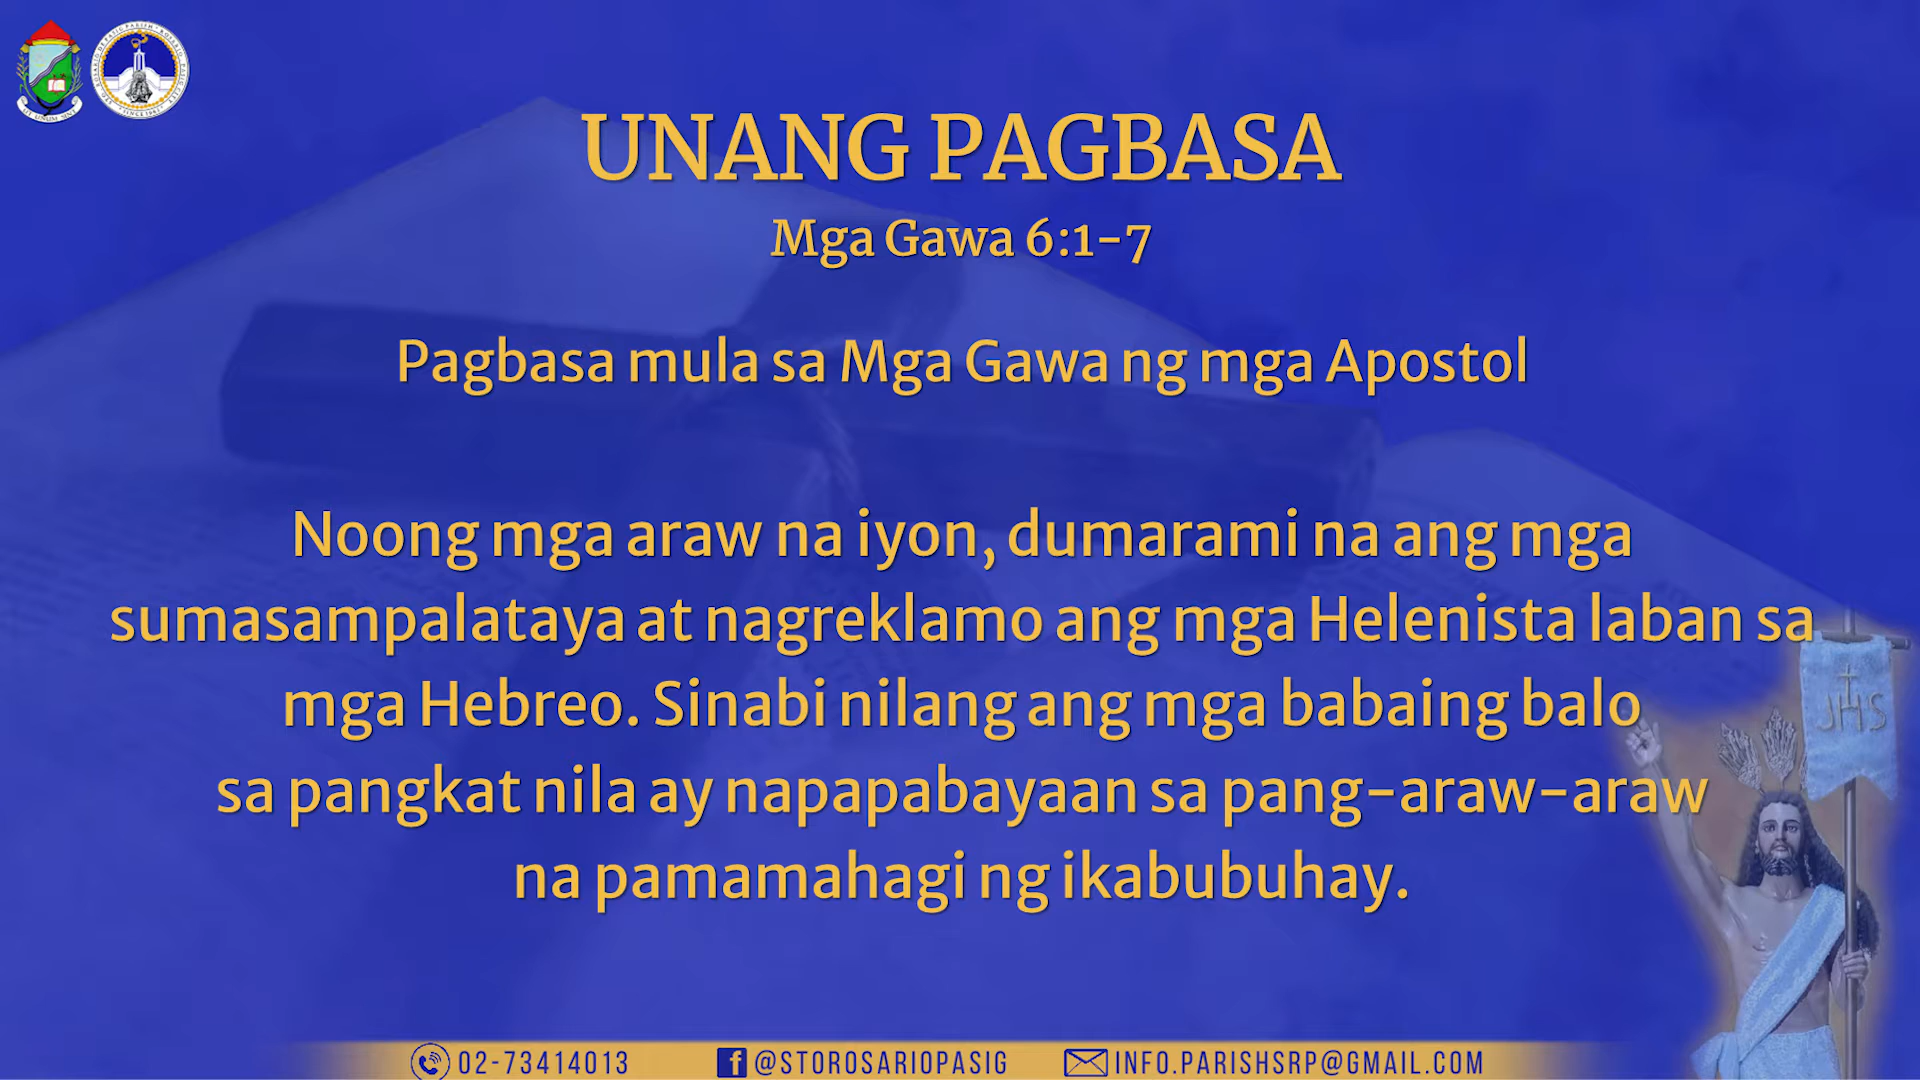 UNANG PAGBASA
Mga Gawa 6:1-7
Pagbasa mula sa Mga Gawa ng mga Apostol
Noong mga araw na iyon, dumarami na ang mga
sumasampalataya at nagreklamo ang mga Helenista laban sa
mga Hebreo. Sinabi nilang ang mga babaing balo
sa pangkat nila ay napapabayaan sa pang-araw-araw
na pamamahagi ng ikabubuhay.
JHS
02-73414013 @STOROSARIOPASIG INFO.PARISHSRP@GMAIL.COM